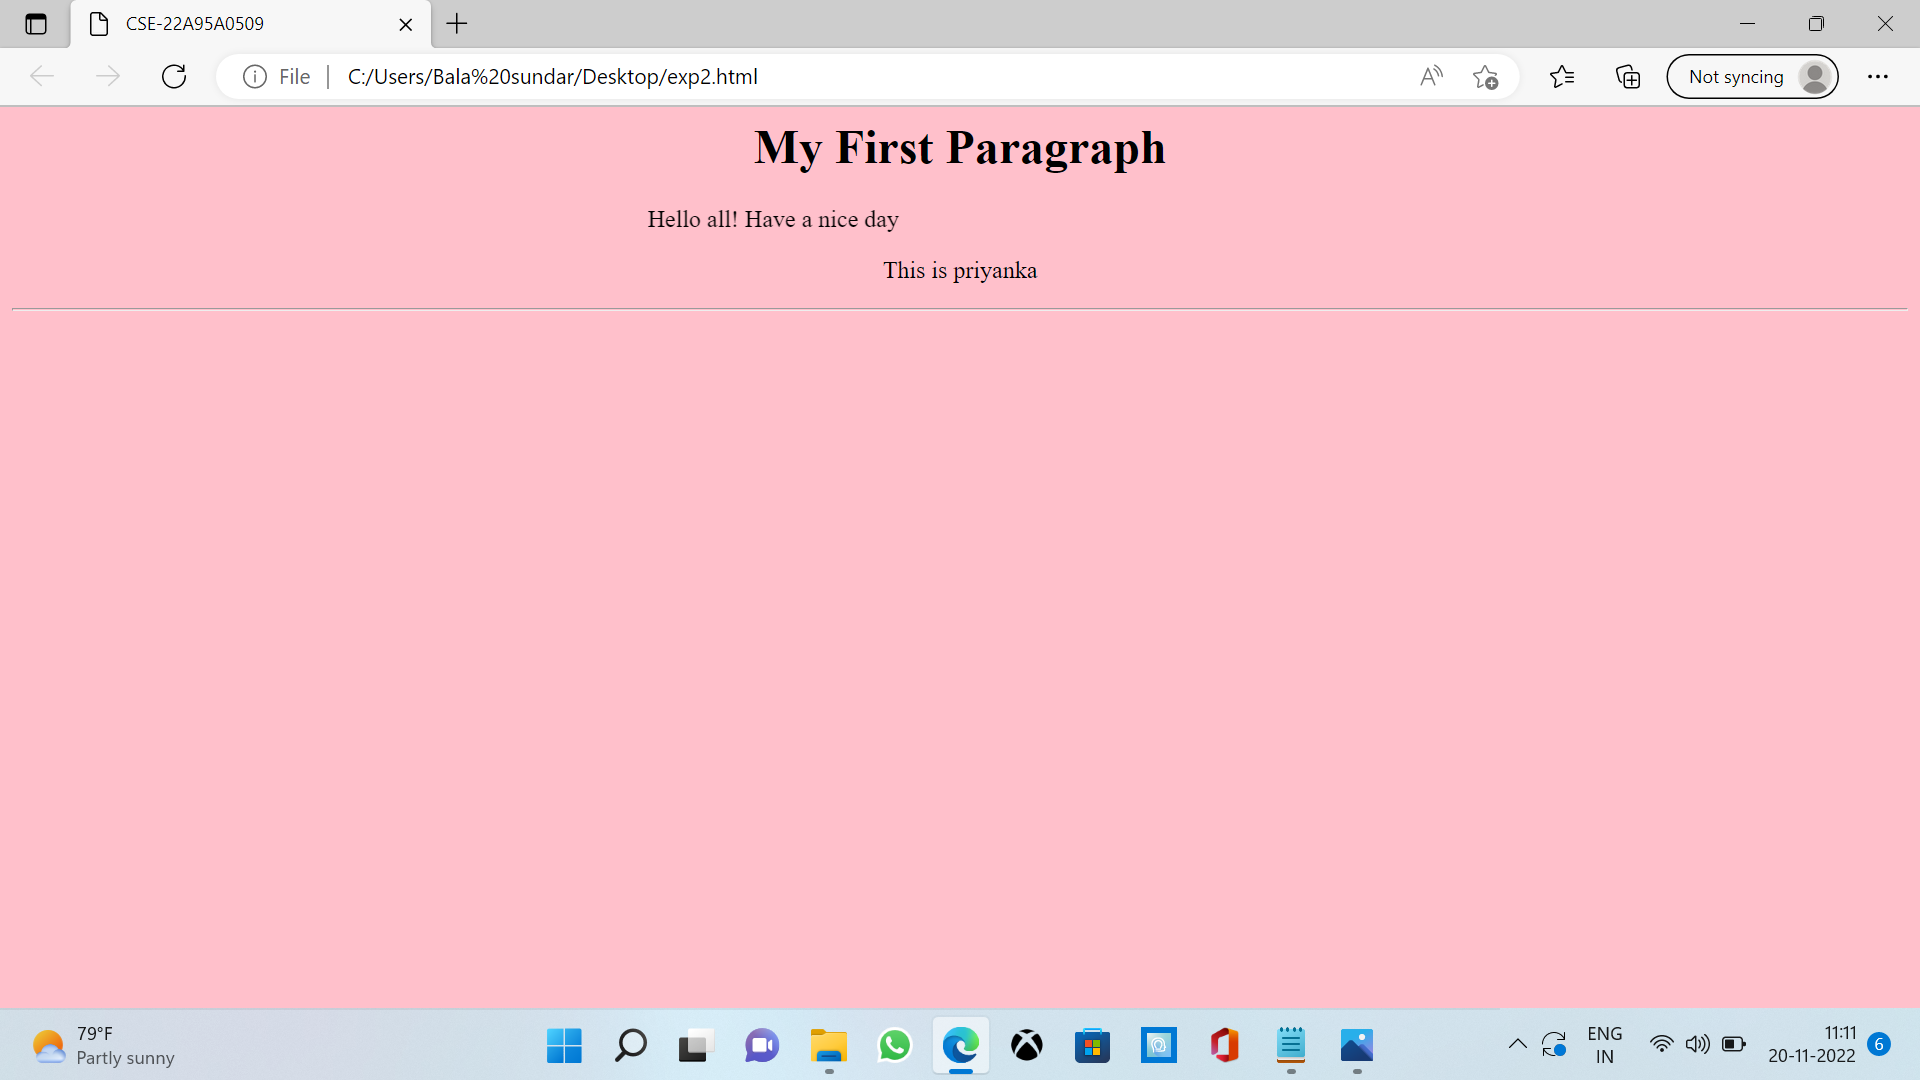 CSE-22A95A0509
File
C:/Users/Bala%20sundar/Desktop/exp2.html
Not syncing
My First Paragraph
Hello all! Have a nice day
This is priyanka
79°F
Partly sunny
ENG
IN
11:11
20-11-2022
6